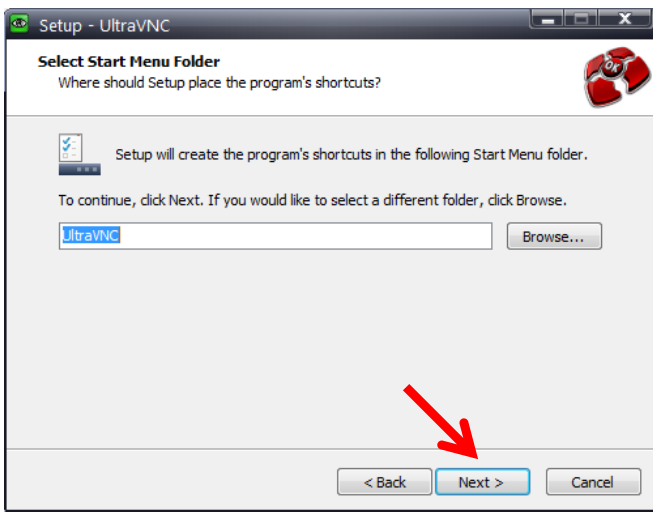 Setup - UltraVNC
Select Start Menu Folder
Where should Setup place the program's shortcuts?
OK
Setup will create the program's shortcuts in the following Start Menu folder.
To continue, click Next. If you would like to select a different folder, click Browse.
UltraVNC
Browse...
< Back
Next >
Cancel